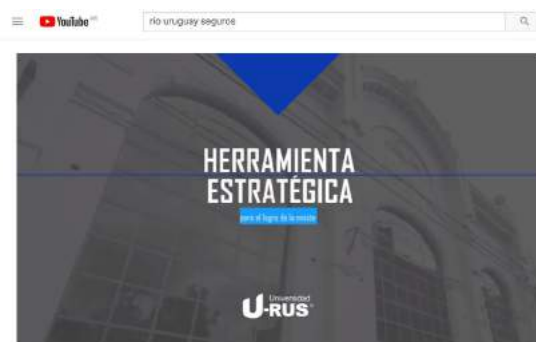 YouTube
rio uruguay seguros
HERRAMIENTA
ESTRATÉGICA
para el logro de la misión
Universidad
U-RUS